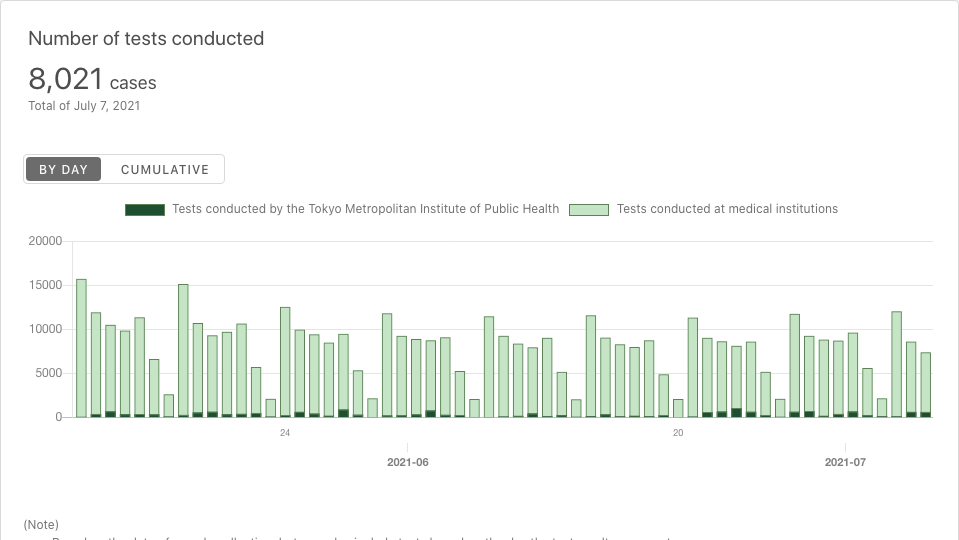 Number of tests conducted
8,021 cases
Total of July 7, 2021
BY DAY CUMULATIVE
Tests conducted by the Tokyo Metropolitan Institute of Public Health Tests conducted at medical institutions
20000
15000
10000
5000
0
24 20
2021-06 2021-07
(Note)